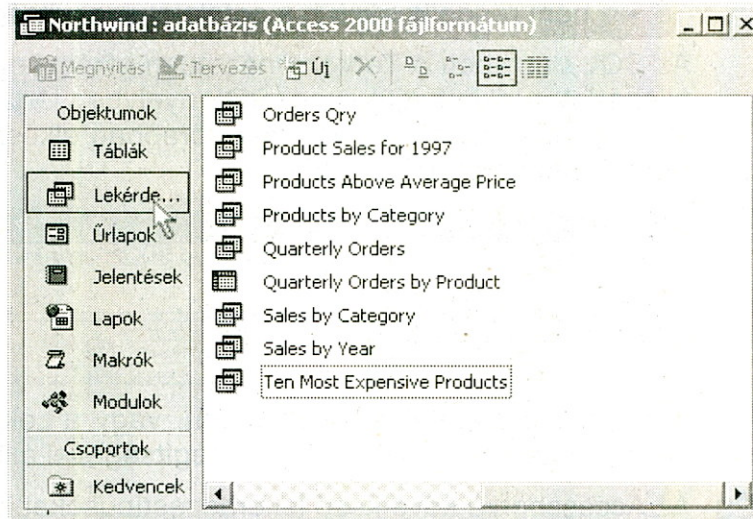 Northwind : adatbázis (Access 2000 fájlformátum)
Megnyitás Tervezés Új
Objektumok
Táblák
Lekérde...
Űrlapok
Jelentések
Lapok
Makrók
Modulok
Csoportok
Kedvencek
Orders Qry
Product Sales for 1997
Products Above Average Price
Products by Category
Quarterly Orders
Quarterly Orders by Product
Sales by Category
Sales by Year
Ten Most Expensive Products